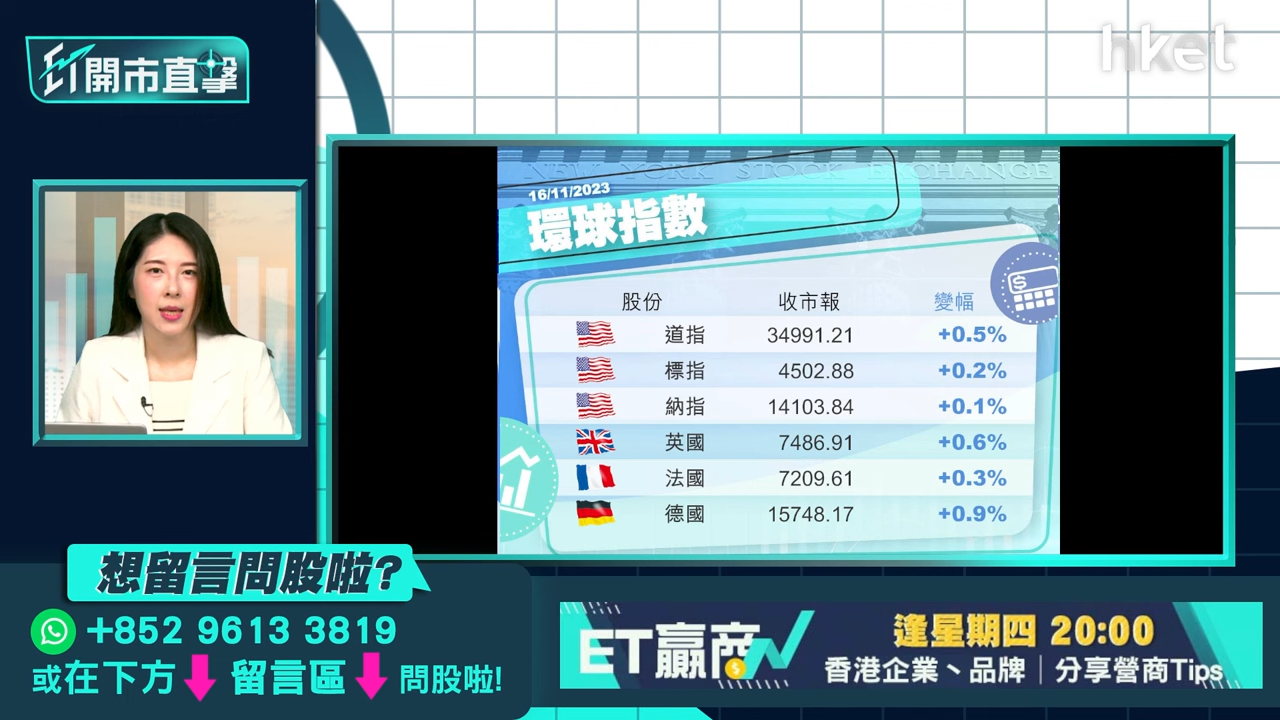 ET開市直擊
hket
NEW YORK STOCK EXCHANGE
16/11/2023
環球指數
股份 收市報 變幅
道指 34991.21 +0.5%
標指 4502.88 +0.2%
納指 14103.84 +0.1%
英國 7486.91 +0.6%
法國 7209.61 +0.3%
德國 15748.17 +0.9%
想留言問股啦?
+852 9613 3819
或在下方 留言區 問股啦!
ET贏商
逢星期四 20:00
香港企業、品牌｜分享營商Tips